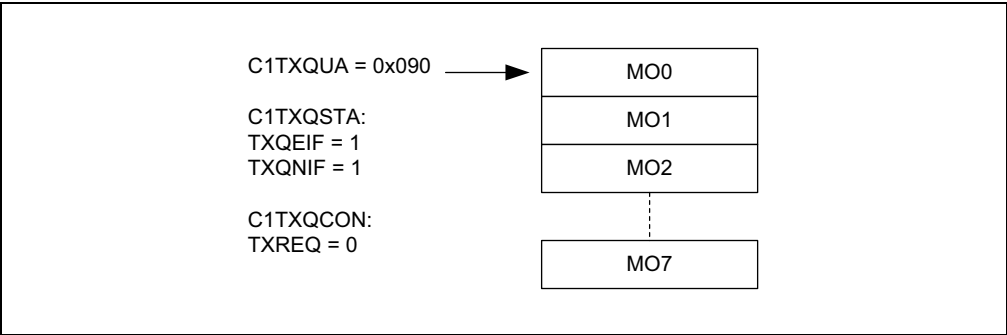 C1TXQUA = 0x090
C1TXQSTA:
TXQEIF = 1
TXQNIF = 1
C1TXQCON:
TXREQ = 0
MO0
MO1
MO2
MO7